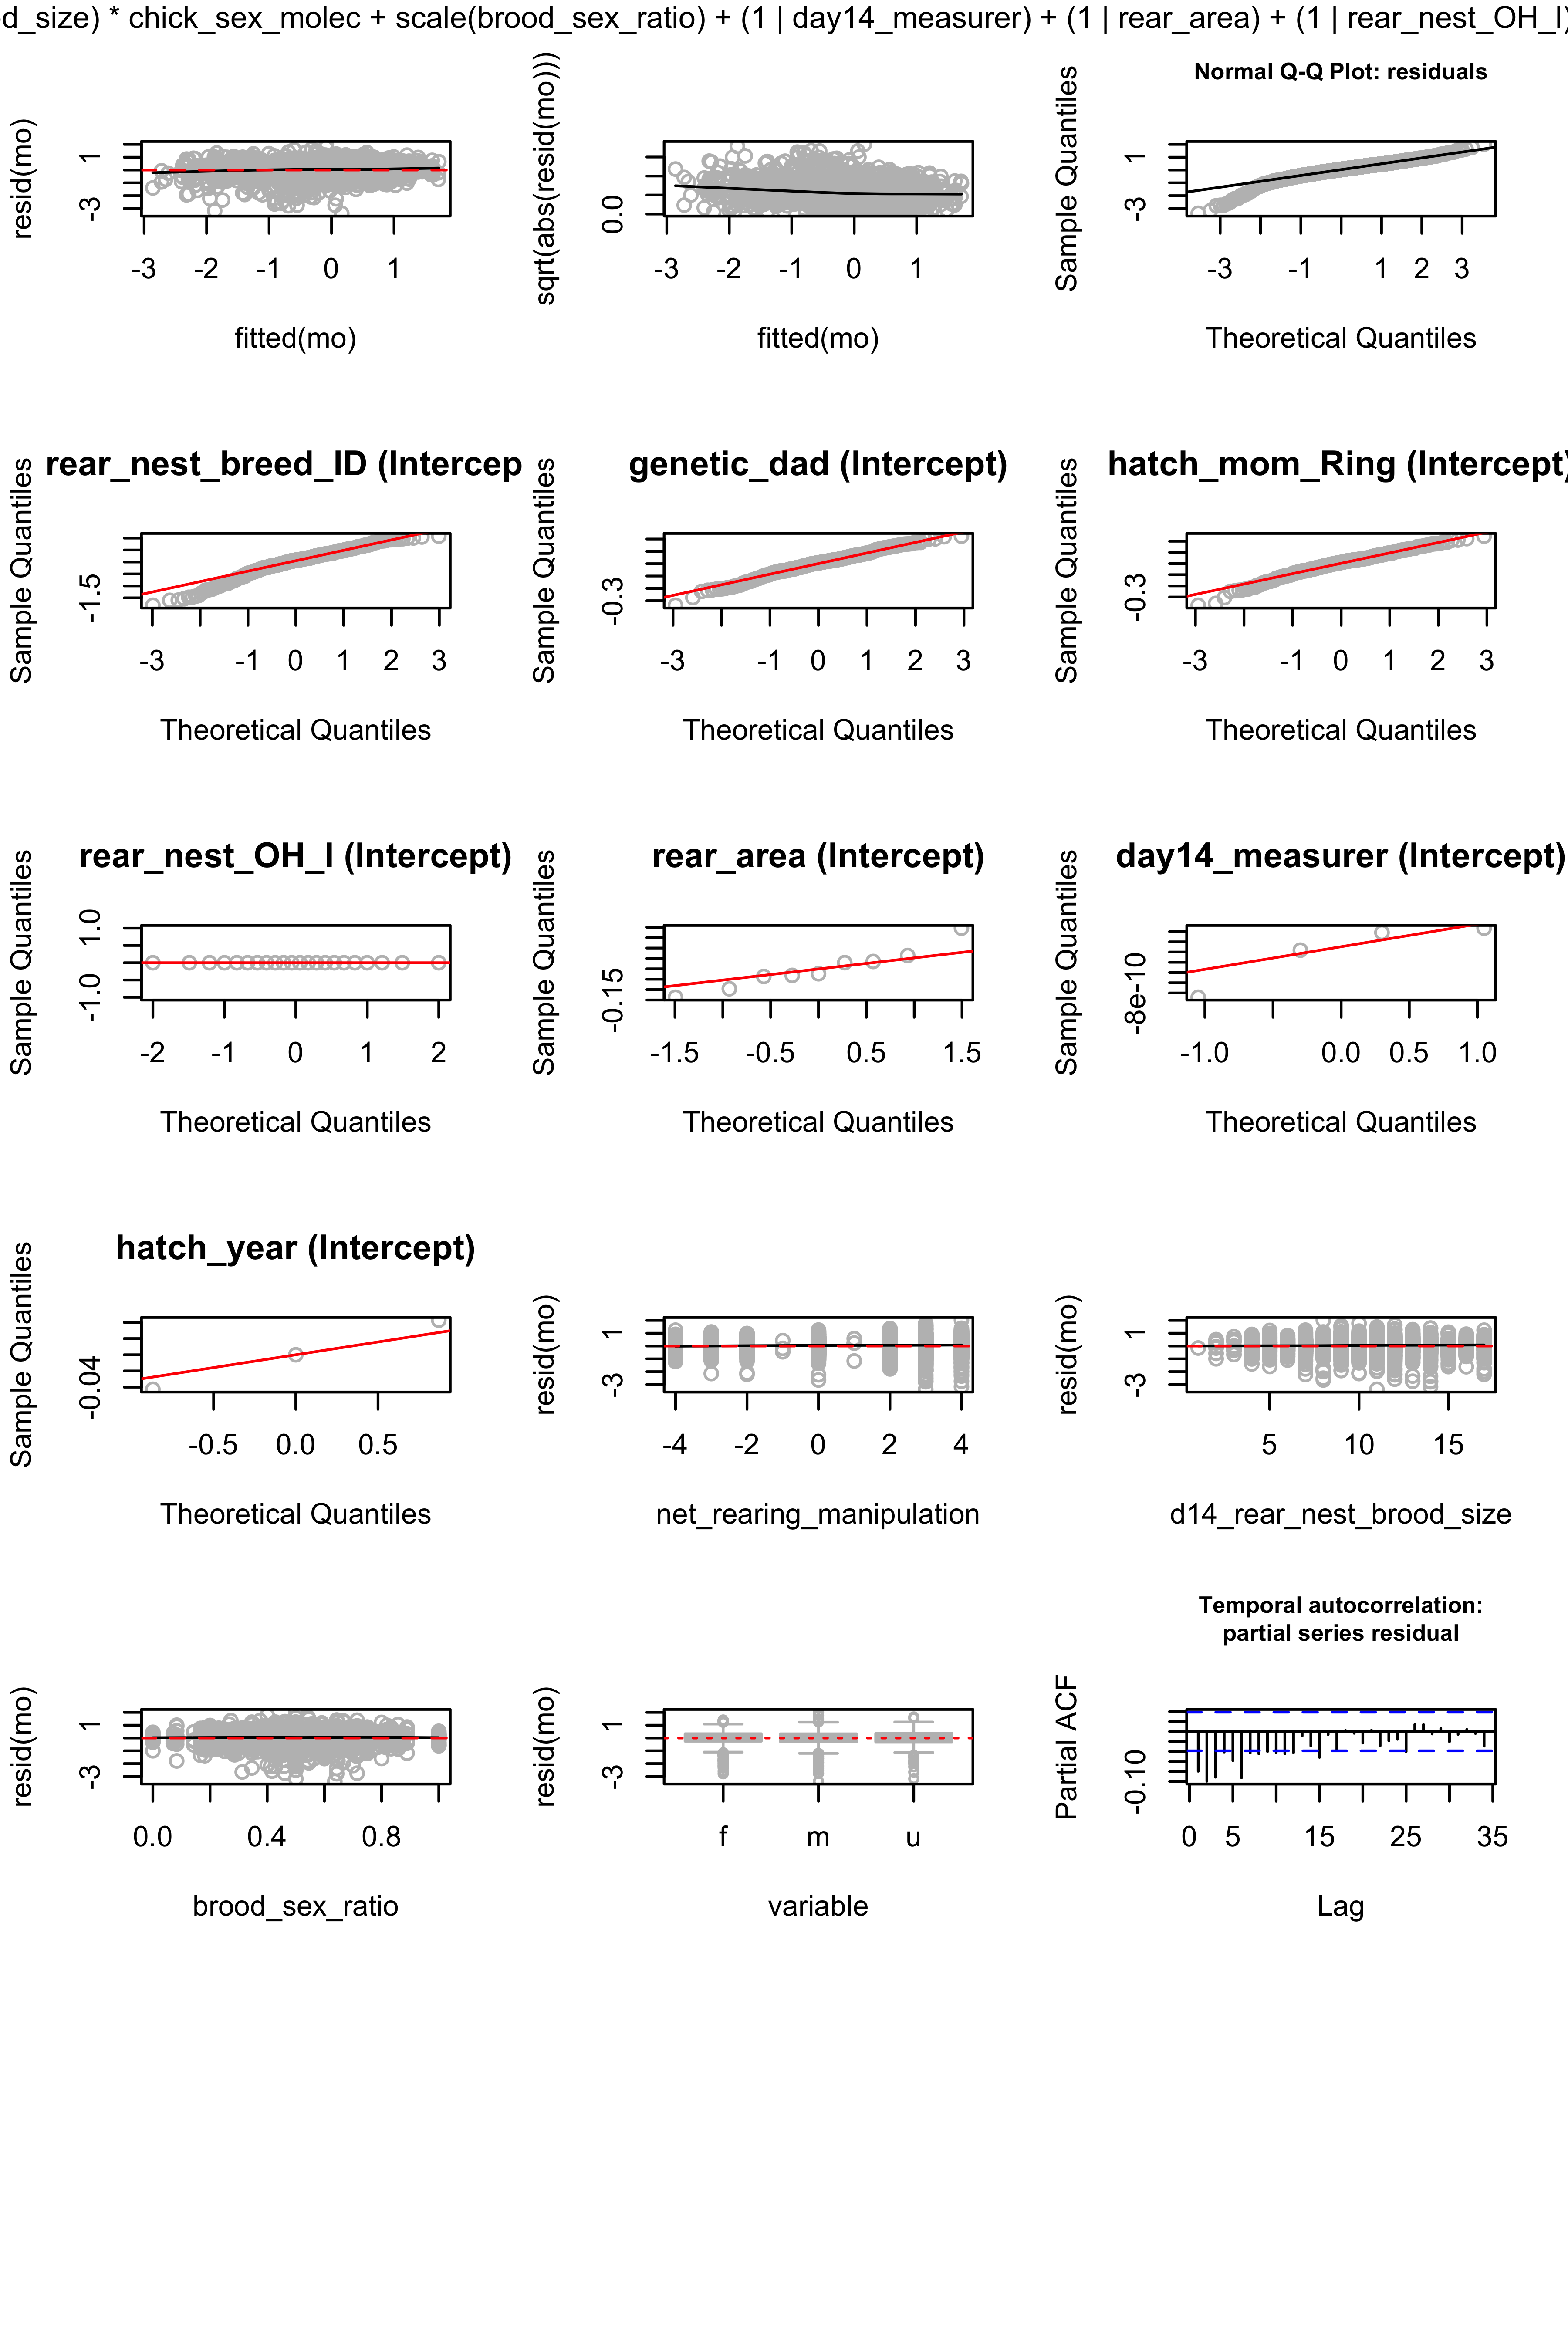 d_size) * chick_sex_molec + scale(brood_sex_ratio) + (1 | day14_measurer) + (1 | rear_area) + (1 | rear_nest_OH_l)
resid(mo)
1
-3
-3 -2 -1 0 1
fitted(mo)
sqrt(abs(resid(mo)))
0.0
-3 -2 -1 0 1
fitted(mo)
Normal Q-Q Plot: residuals
Sample Quantiles
1
-3
-3 -1 1 2 3
Theoretical Quantiles
rear_nest_breed_ID (Intercep
Sample Quantiles
-1.5
-3 -1 0 1 2 3
Theoretical Quantiles
genetic_dad (Intercept)
Sample Quantiles
-0.3
-3 -1 0 1 2 3
Theoretical Quantiles
hatch_mom_Ring (Intercept)
Sample Quantiles
-0.3
-3 -1 0 1 2 3
Theoretical Quantiles
rear_nest_OH_l (Intercept)
Sample Quantiles
1.0
-1.0
-2 -1 0 1 2
Theoretical Quantiles
rear_area (Intercept)
Sample Quantiles
-0.15
-1.5 -0.5 0.5 1.5
Theoretical Quantiles
day14_measurer (Intercept)
Sample Quantiles
-8e-10
-1.0 0.0 0.5 1.0
Theoretical Quantiles
hatch_year (Intercept)
Sample Quantiles
-0.04
-0.5 0.0 0.5
Theoretical Quantiles
resid(mo)
1
-3
-4 -2 0 2 4
net_rearing_manipulation
resid(mo)
1
-3
5 10 15
d14_rear_nest_brood_size
resid(mo)
1
-3
0.0 0.4 0.8
brood_sex_ratio
resid(mo)
1
-3
f m u
variable
Temporal autocorrelation:
partial series residual
Partial ACF
-0.10
0 5 15 25 35
Lag